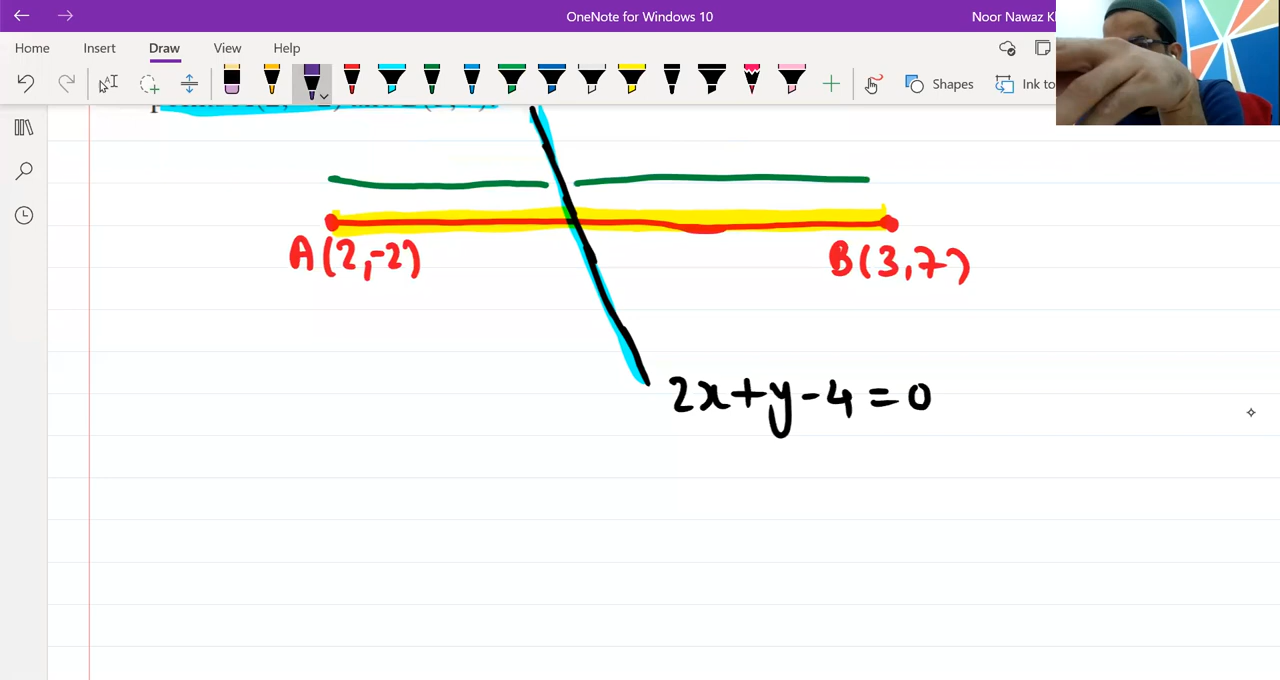 OneNote for Windows 10
Noor Nawaz
Home Insert Draw View Help
Shapes Ink to
A(2,-2)
B(3,7)
2x+y-4=0